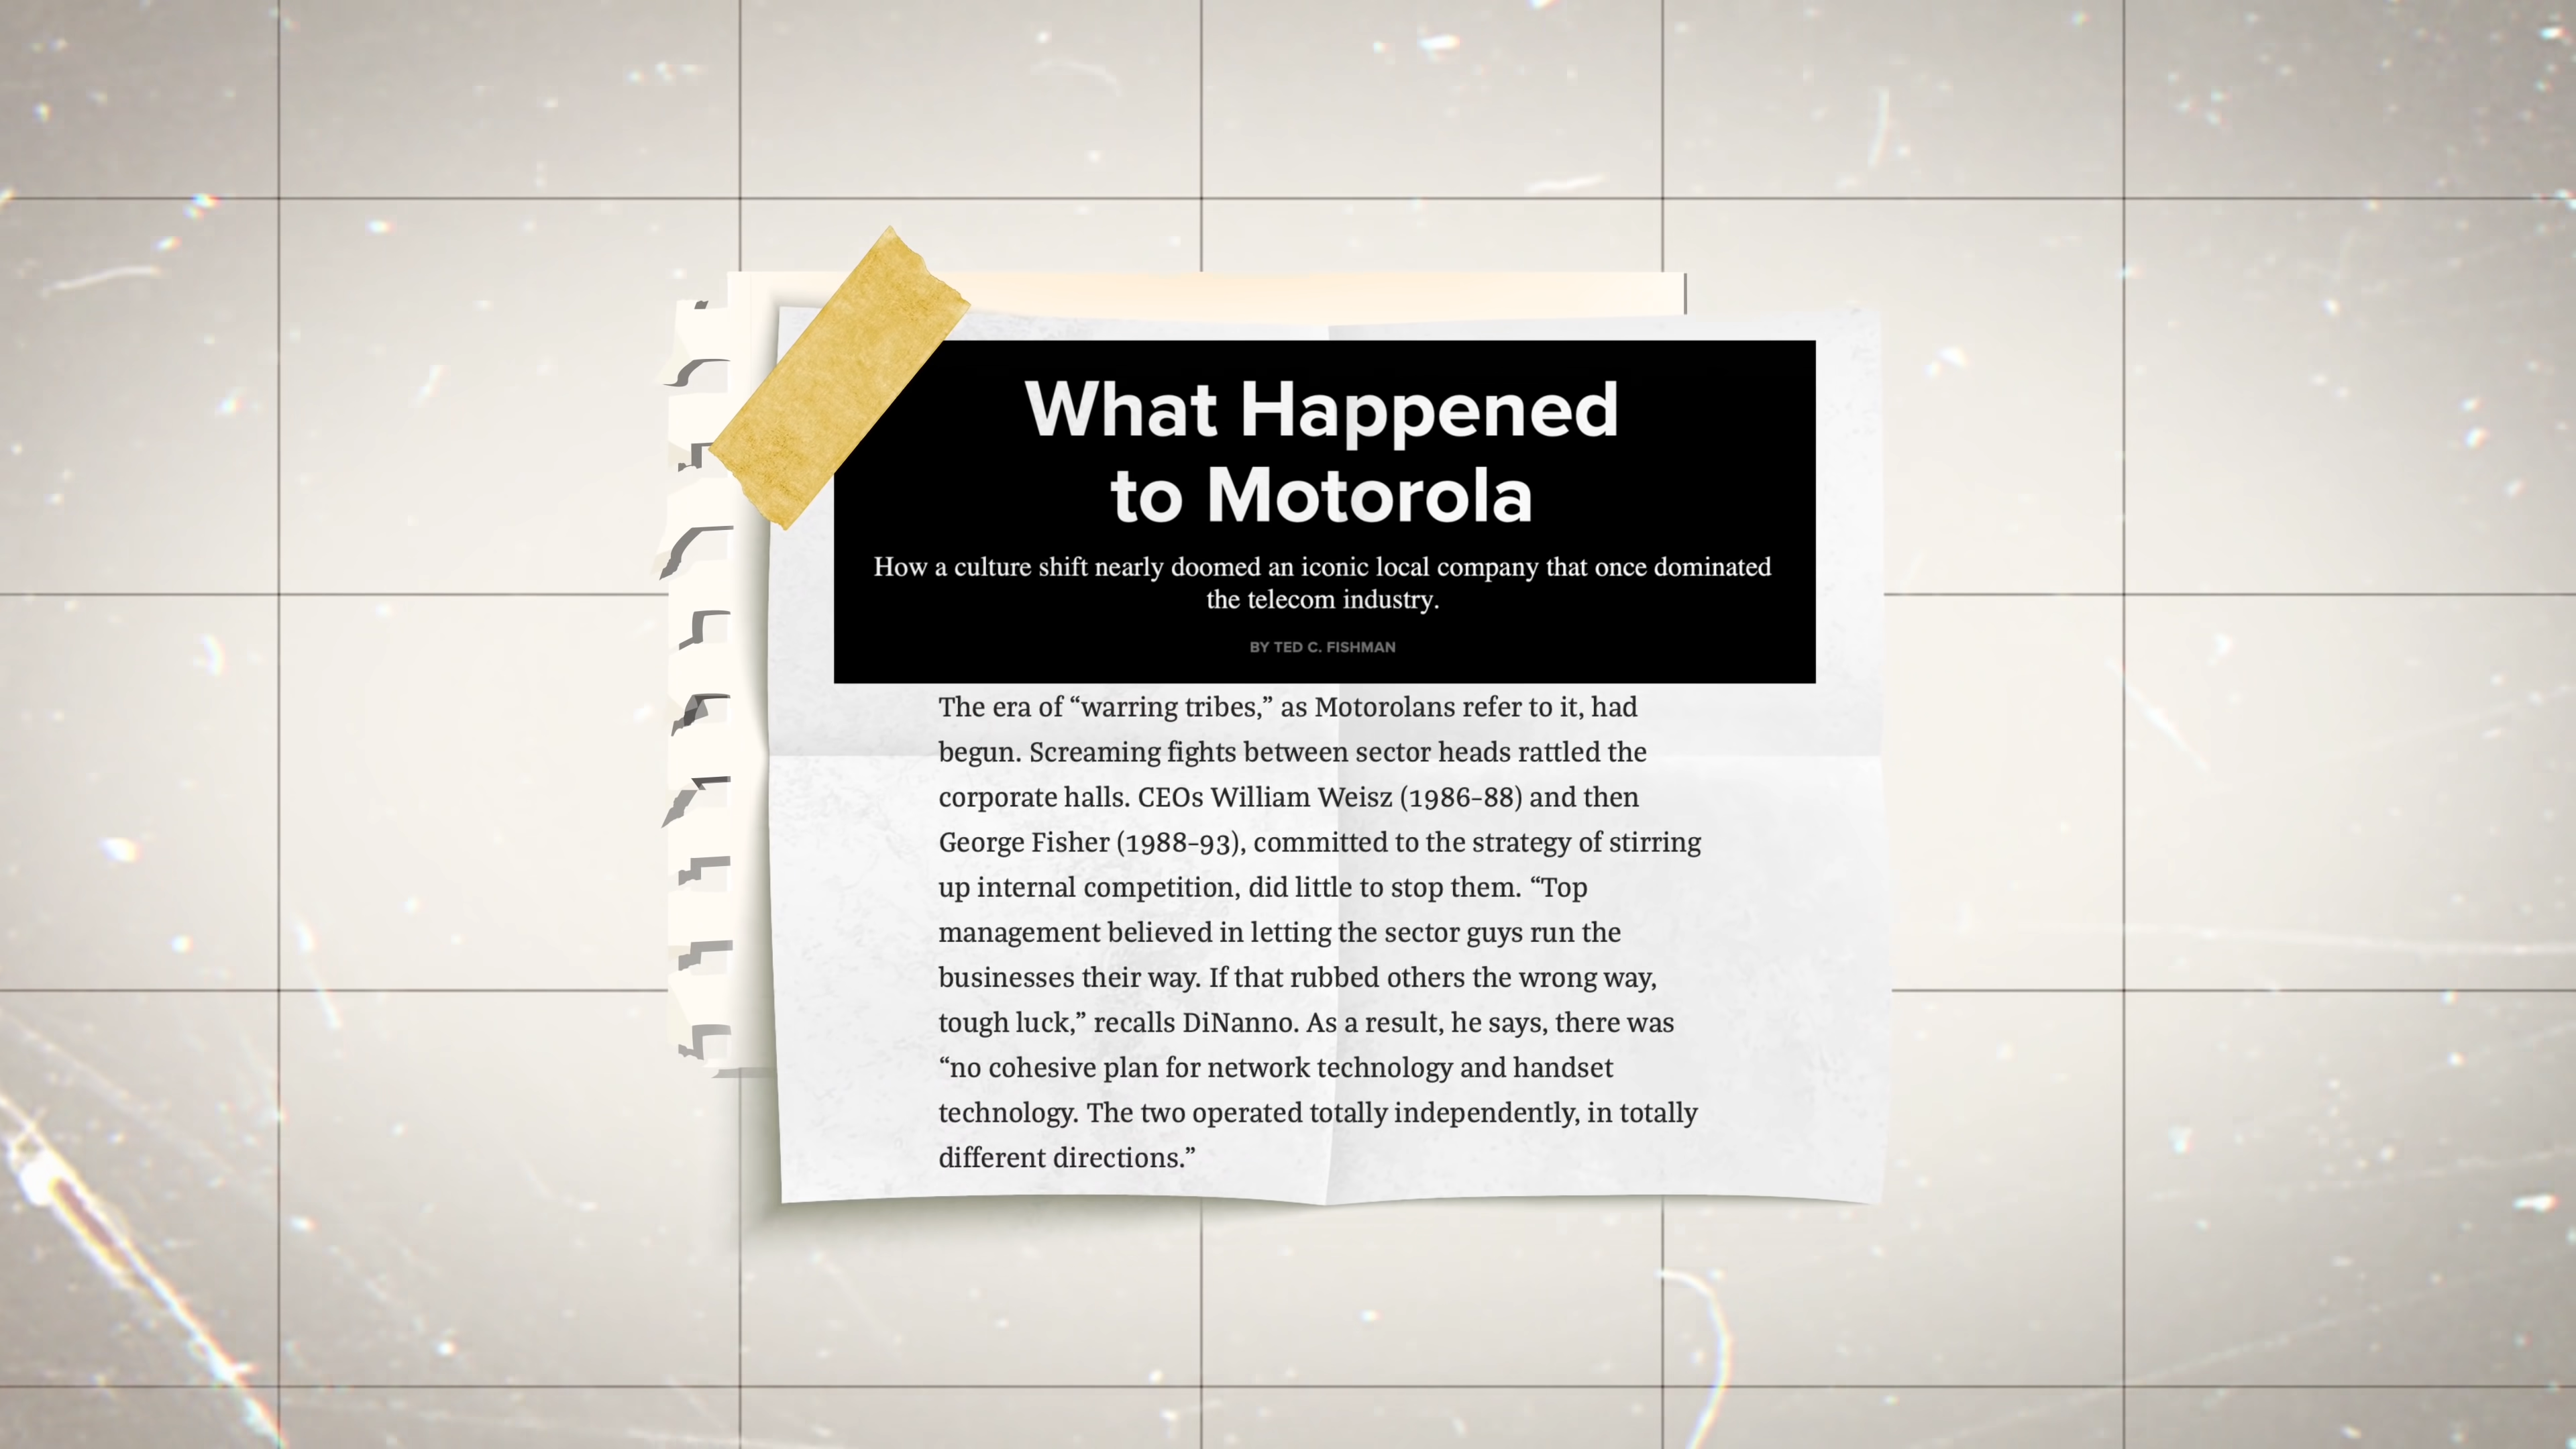 What Happened
to Motorola
How a culture shift nearly doomed an iconic local company that once dominated
the telecom industry.
BY TED C. FISHMAN
The era of “warring tribes,” as Motorolans refer to it, had
begun. Screaming fights between sector heads rattled the
corporate halls. CEOs William Weisz (1986–88) and then
George Fisher (1988–93), committed to the strategy of stirring
up internal competition, did little to stop them. “Top
management believed in letting the sector guys run the
businesses their way. If that rubbed others the wrong way,
tough luck,” recalls DiNanno. As a result, he says, there was
“no cohesive plan for network technology and handset
technology. The two operated totally independently, in totally
different directions.”